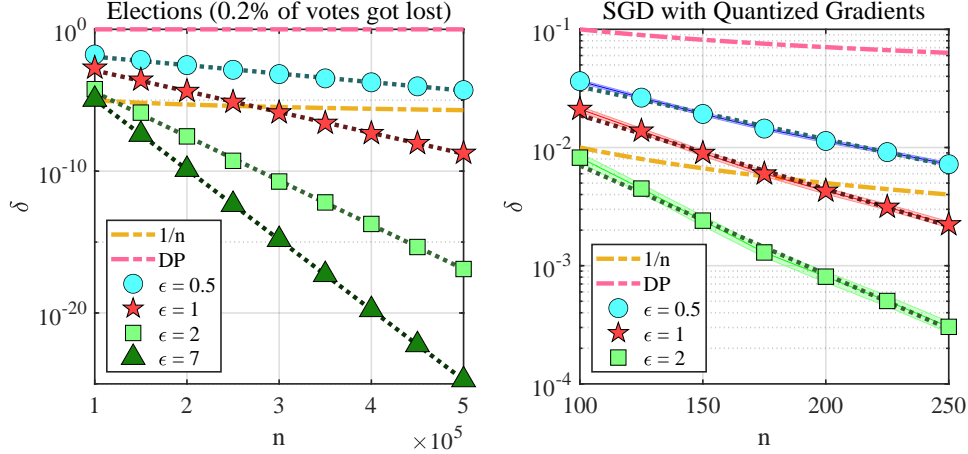 Elections (0.2% of votes got lost)
10^0
10^-10
10^-20
δ
1/n
DP
ϵ = 0.5
ϵ = 1
ϵ = 2
ϵ = 7
1 2 3 4 5
n
×10^5
SGD with Quantized Gradients
10^-1
10^-2
10^-3
10^-4
δ
1/n
DP
ϵ = 0.5
ϵ = 1
ϵ = 2
100 150 200 250
n